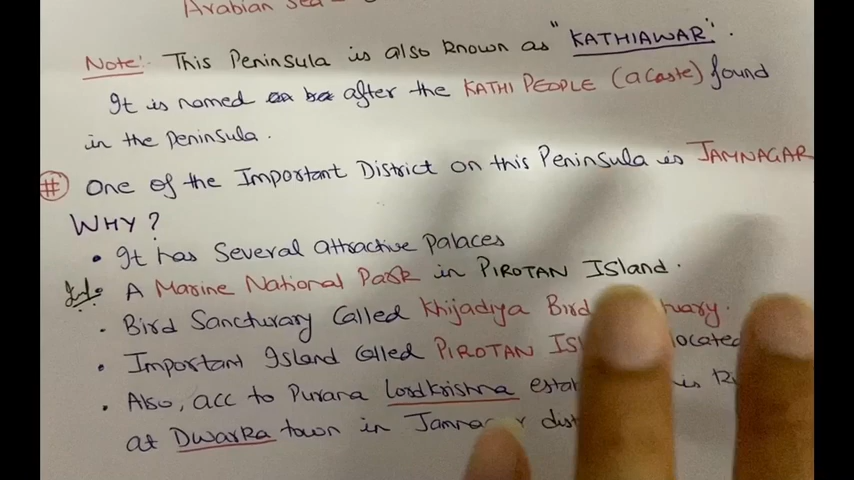 Arabian Sea -
Note:- This Peninsula is also known as "KATHIAWAR".
It is named after the KATHI PEOPLE (a caste) found
in the Peninsula.
# One of the Important District on this Peninsula is JAMNAGAR
WHY?
• It has Several attractive palaces
A Marine National Park in PIROTAN Island.
• Bird Sancturary Called Khijadiya Bird
• Important Island Called PIROTAN located
• Also, acc to Purana Lord Krishna
at Dwarka town in